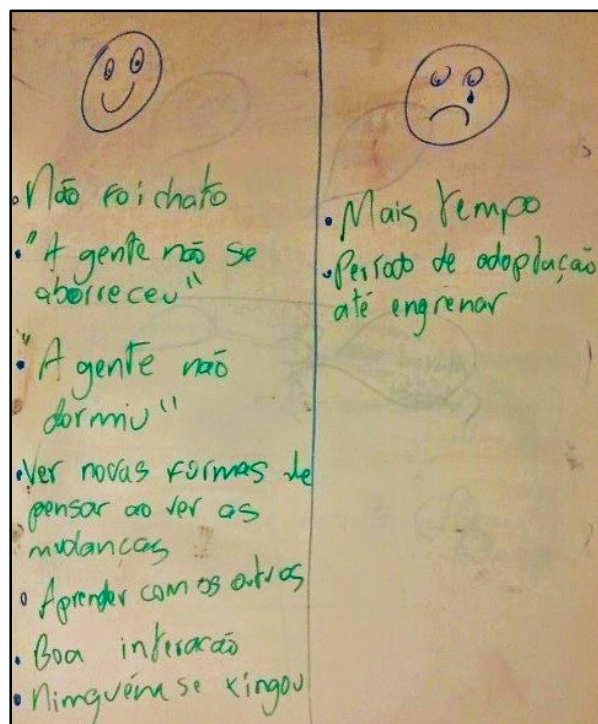 • Não foi chato
• "A gente não se
aborreceu"
• "A gente não
dormiu"
• Ver novas formas de
pensar ao ver as
mudanças
• Aprender com os outros
• Boa interação
• Ninguém se xingou
• Mais tempo
• Período de adaptação
até engrenar